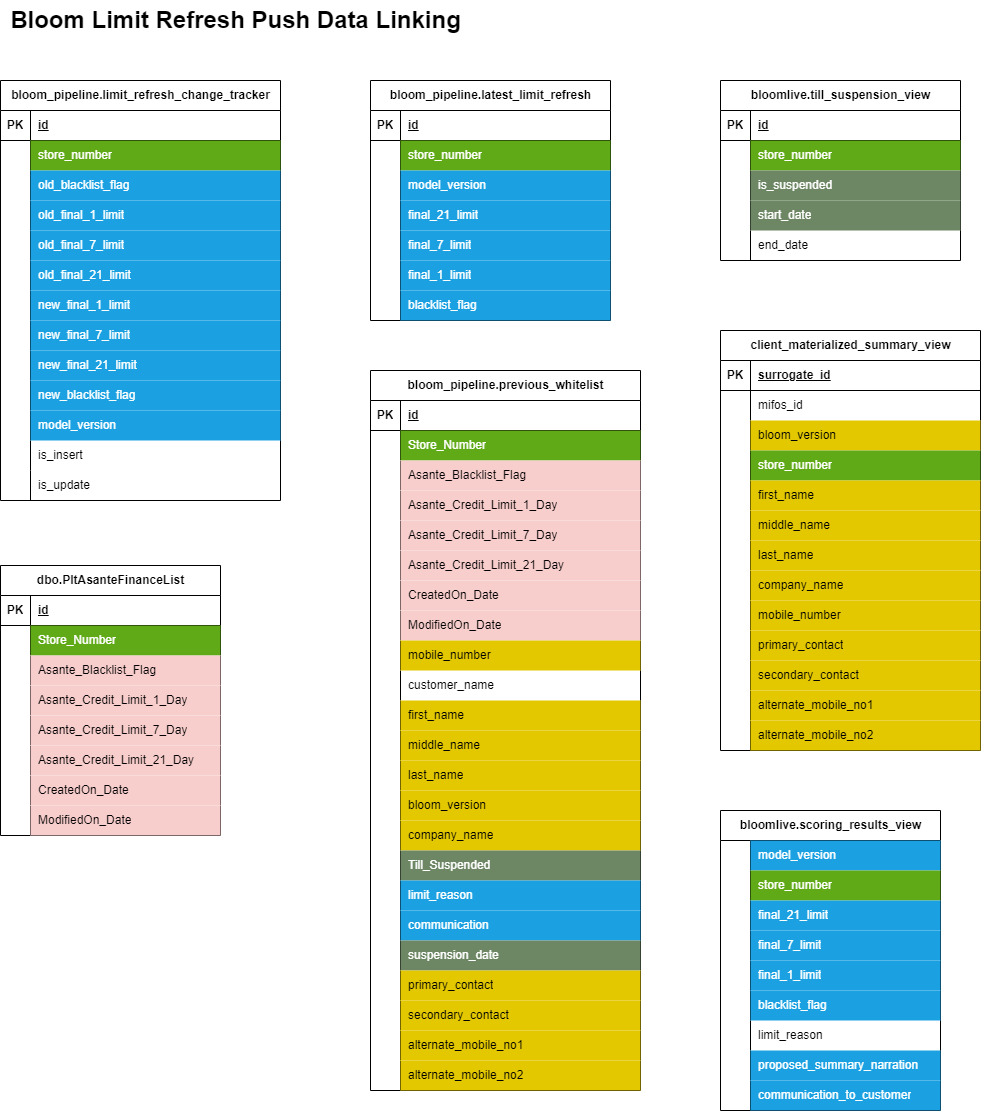 Bloom Limit Refresh Push Data Linking
bloom_pipeline.limit_refresh_change_tracker
PK id
store_number
old_blacklist_flag
old_final_1_limit
old_final_7_limit
old_final_21_limit
new_final_1_limit
new_final_7_limit
new_final_21_limit
new_blacklist_flag
model_version
is_insert
is_update
dbo.PltAsanteFinanceList
PK id
Store_Number
Asante_Blacklist_Flag
Asante_Credit_Limit_1_Day
Asante_Credit_Limit_7_Day
Asante_Credit_Limit_21_Day
CreatedOn_Date
ModifiedOn_Date
bloom_pipeline.latest_limit_refresh
PK id
store_number
model_version
final_21_limit
final_7_limit
final_1_limit
blacklist_flag
bloom_pipeline.previous_whitelist
PK id
Store_Number
Asante_Blacklist_Flag
Asante_Credit_Limit_1_Day
Asante_Credit_Limit_7_Day
Asante_Credit_Limit_21_Day
CreatedOn_Date
ModifiedOn_Date
mobile_number
customer_name
first_name
middle_name
last_name
bloom_version
company_name
Till_Suspended
limit_reason
communication
suspension_date
primary_contact
secondary_contact
alternate_mobile_no1
alternate_mobile_no2
bloomlive.till_suspension_view
PK id
store_number
is_suspended
start_date
end_date
client_materialized_summary_view
PK surrogate_id
mifos_id
bloom_version
store_number
first_name
middle_name
last_name
company_name
mobile_number
primary_contact
secondary_contact
alternate_mobile_no1
alternate_mobile_no2
bloomlive.scoring_results_view
model_version
store_number
final_21_limit
final_7_limit
final_1_limit
blacklist_flag
limit_reason
proposed_summary_narration
communication_to_customer